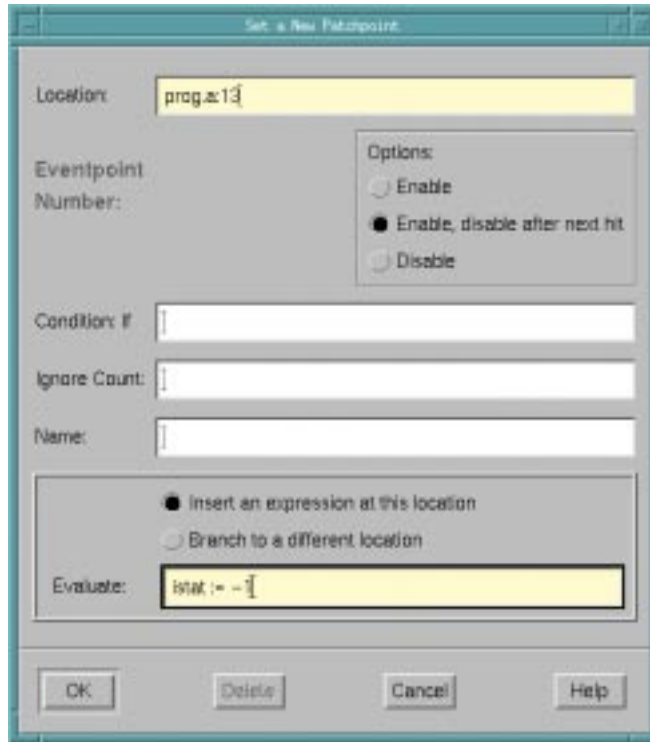 Set a New Patchpoint
Location: prog.a:13
Eventpoint
Number:
Options:
Enable
Enable, disable after next hit
Disable
Condition: If
Ignore Count:
Name:
Insert an expression at this location
Branch to a different location
Evaluate: istat := -1
OK Delete Cancel Help